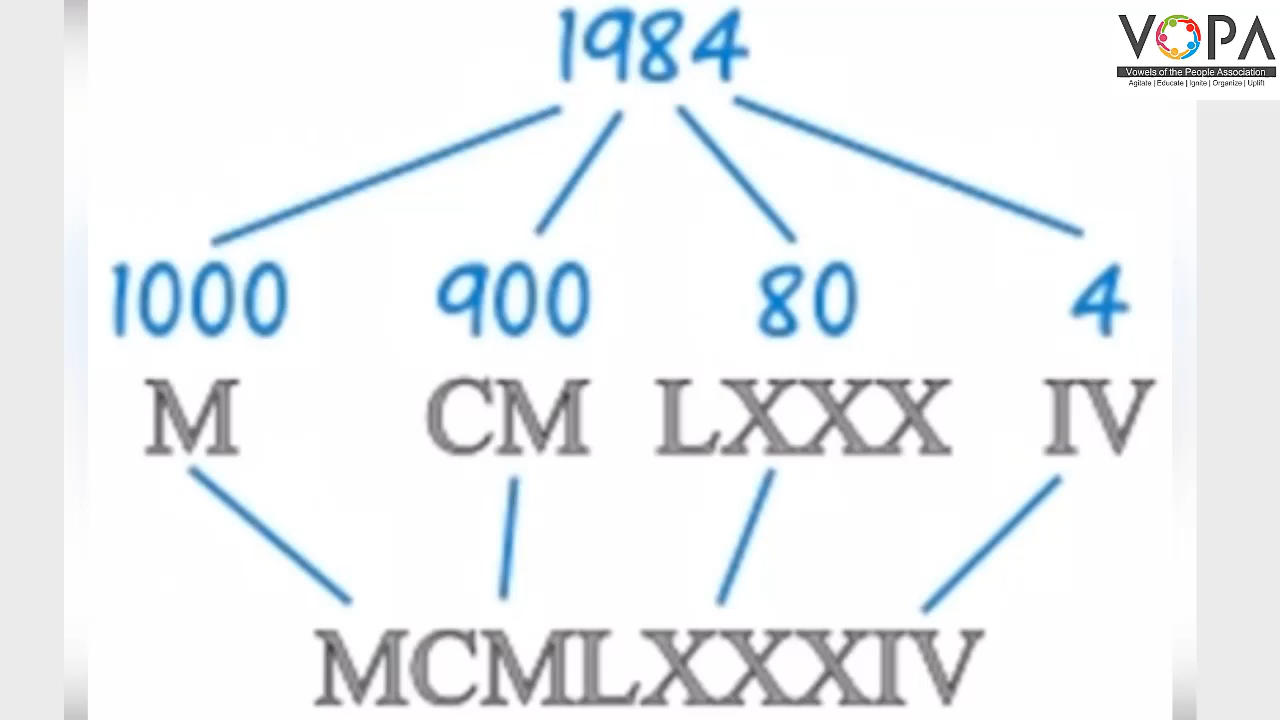 1984
VOPA
Vowels of the People Association
Agitate | Educate | Ignite | Organize | Uplift
1000 900 80 4
M CM LXXX IV
MCMLXXXIV